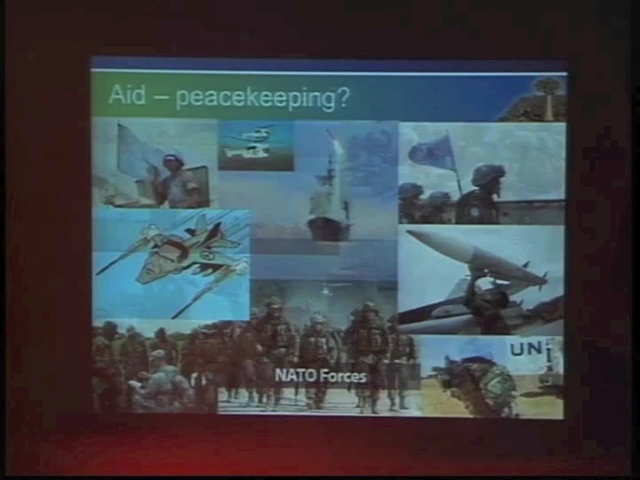 Aid – peacekeeping?
NATO Forces
UN